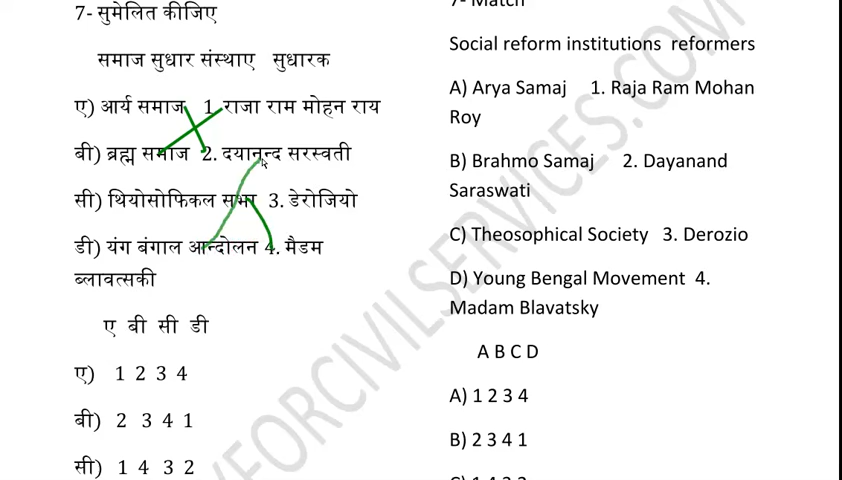 7- सुमेलित कीजिए
समाज सुधार संस्थाए सुधारक
ए) आर्य समाज 1. राजा राम मोहन राय
बी) ब्रह्म समाज 2. दयानन्द सरस्वती
सी) थियोसोफिकल सभा 3. डेरोजियो
डी) यंग बंगाल आन्दोलन 4. मैडम
ब्लावत्सकी
ए बी सी डी
ए) 1 2 3 4
बी) 2 3 4 1
सी) 1 4 3 2
7- Match
Social reform institutions reformers
A) Arya Samaj 1. Raja Ram Mohan
Roy
B) Brahmo Samaj 2. Dayanand
Saraswati
C) Theosophical Society 3. Derozio
D) Young Bengal Movement 4.
Madam Blavatsky
A B C D
A) 1 2 3 4
B) 2 3 4 1
YFORCIVILSERVICES.COM